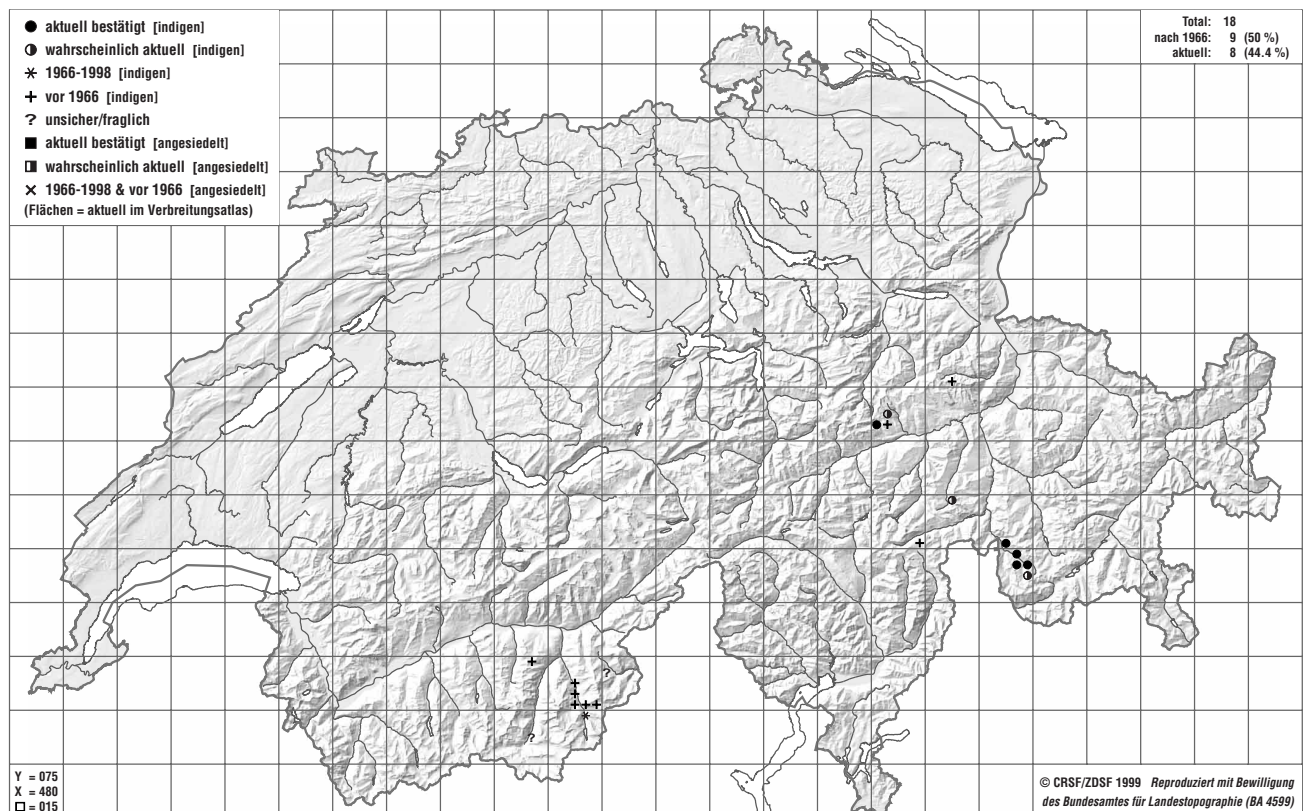 aktuell bestätigt [indigen]
wahrscheinlich aktuell [indigen]
1966-1998 [indigen]
vor 1966 [indigen]
? unsicher/fraglich
aktuell bestätigt [angesiedelt]
wahrscheinlich aktuell [angesiedelt]
1966-1998 & vor 1966 [angesiedelt]
(Flächen = aktuell im Verbreitungsatlas)
Total: 18
nach 1966: 9 (50 %)
aktuell: 8 (44.4 %)
?
?
Y = 075
X = 480
□ = 015
© CRSF/ZDSF 1999 Reproduziert mit Bewilligung
des Bundesamtes für Landestopographie (BA 4599)